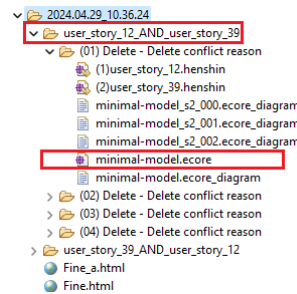 2024.04.29_10.36.24
user_story_12_AND_user_story_39
(01) Delete - Delete conflict reason
(1)user_story_12.henshin
(2)user_story_39.henshin
minimal-model_s2_000.ecore_diagram
minimal-model_s2_001.ecore_diagram
minimal-model_s2_002.ecore_diagram
minimal-model.ecore
minimal-model.ecore_diagram
(02) Delete - Delete conflict reason
(03) Delete - Delete conflict reason
(04) Delete - Delete conflict reason
user_story_39_AND_user_story_12
Fine_a.html
Fine.html